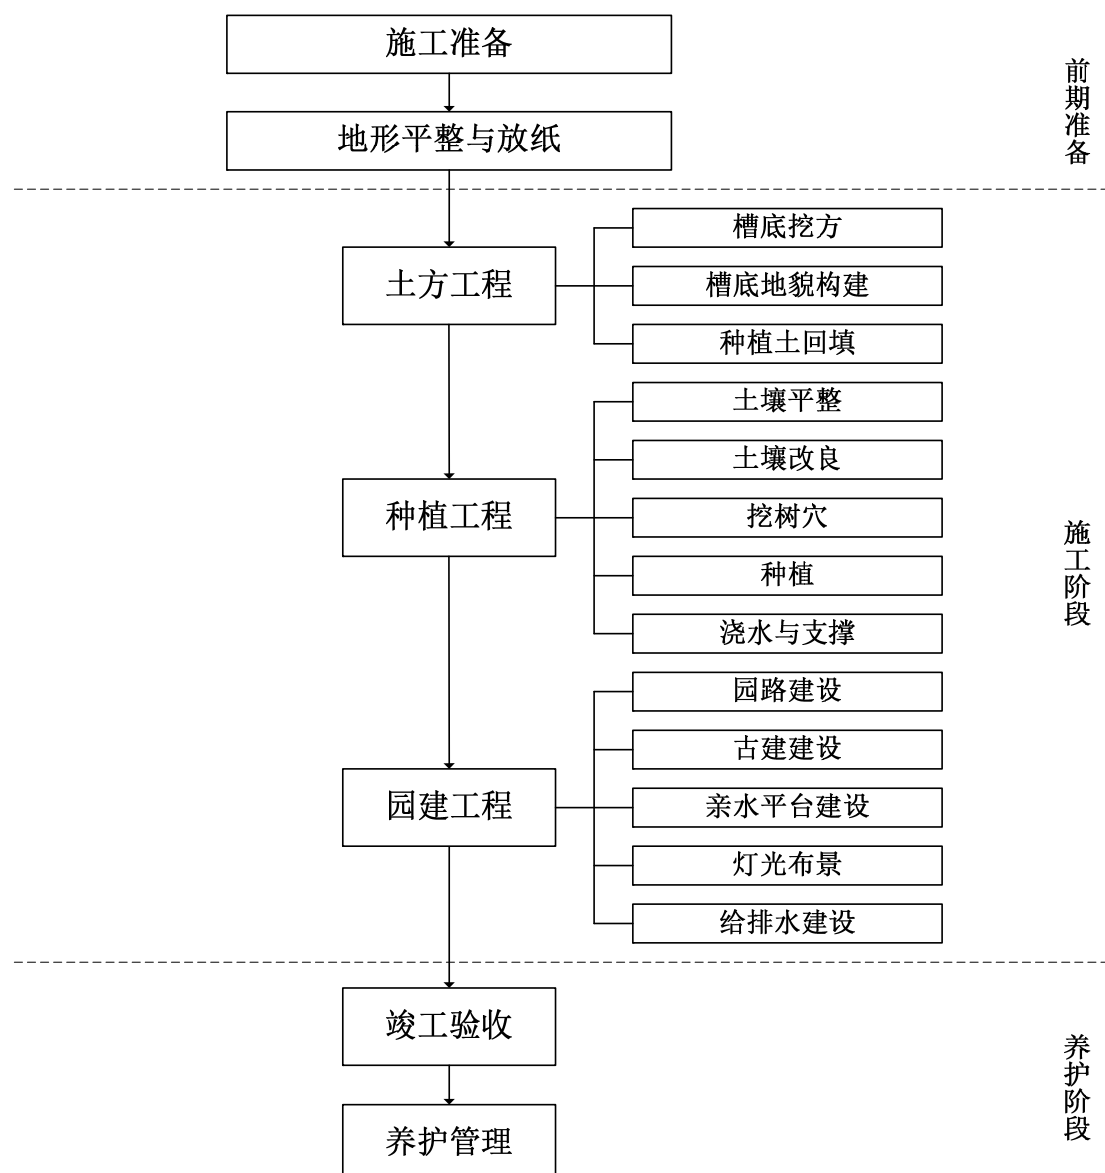 施工准备
地形平整与放纸
前期准备
土方工程
槽底挖方
槽底地貌构建
种植土回填
种植工程
土壤平整
土壤改良
挖树穴
种植
浇水与支撑
施工阶段
园建工程
园路建设
古建建设
亲水平台建设
灯光布景
给排水建设
竣工验收
养护管理
养护阶段